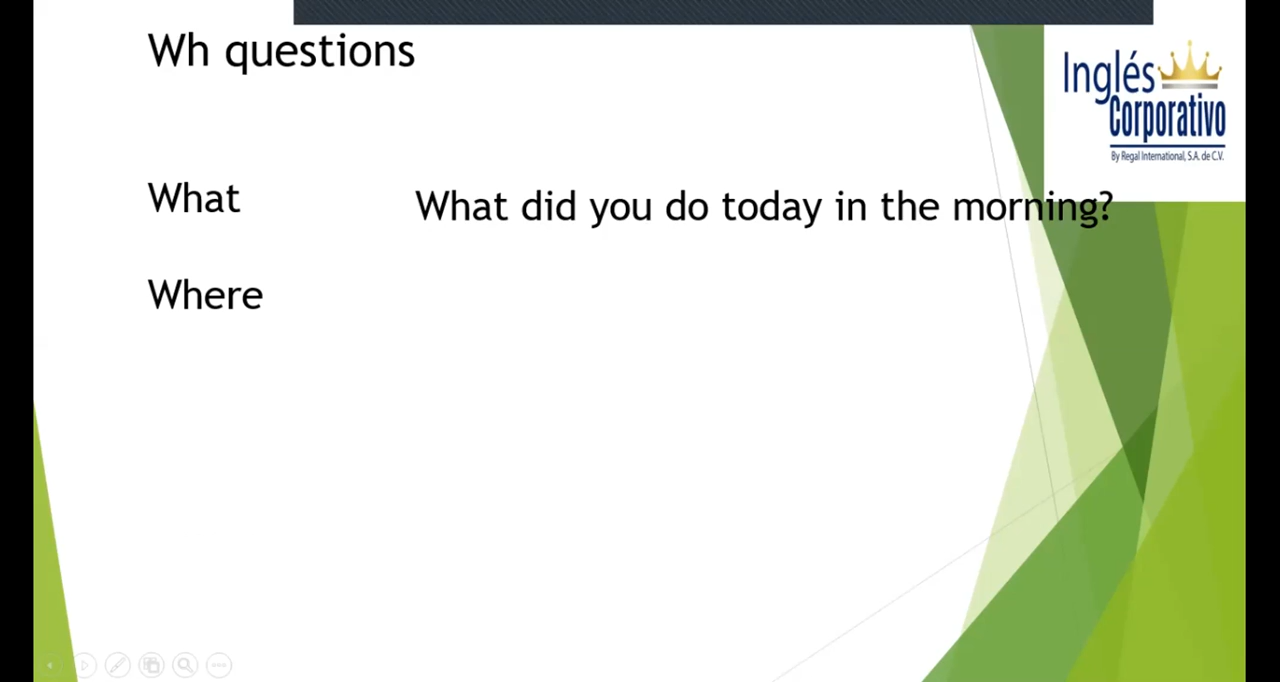 Wh questions
Inglés
Corporativo
By Regal International, S.A. de C.V.
What
What did you do today in the morning?
Where